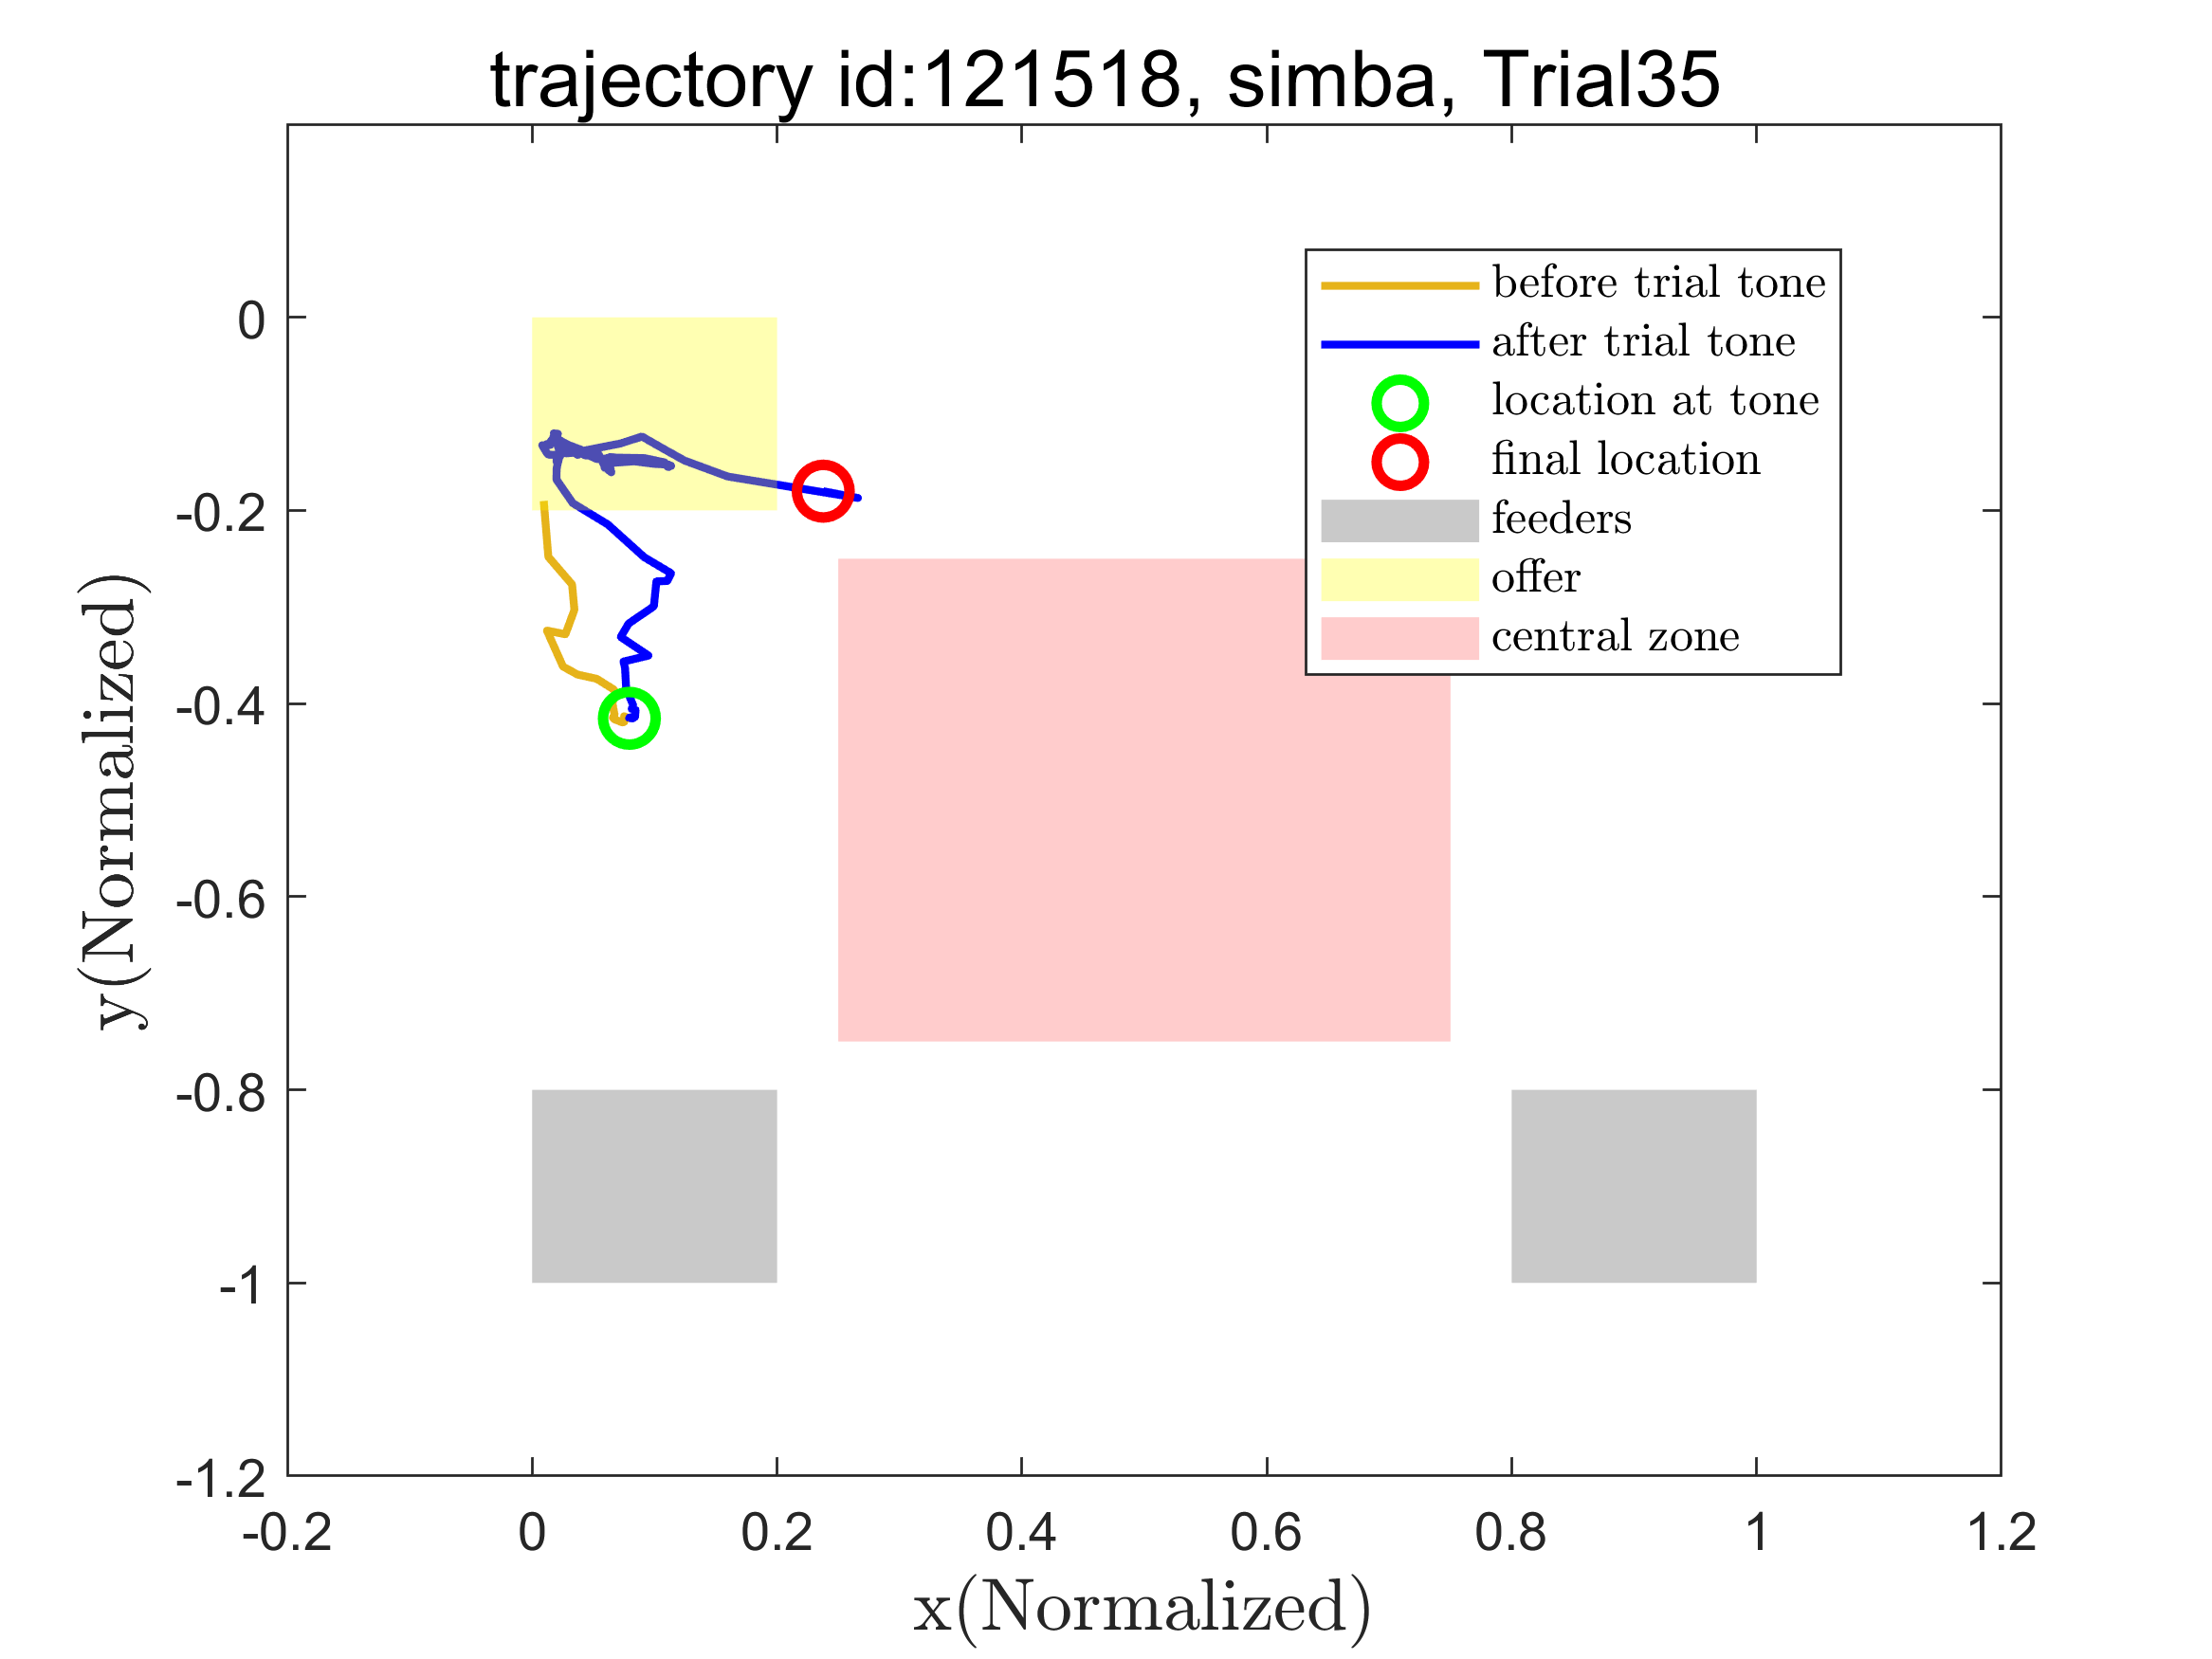 trajectory id:121518, simba, Trial35
before trial tone
after trial tone
location at tone
final location
feeders
offer
central zone
0
-0.2
-0.4
-0.6
-0.8
-1
-1.2
y(Normalized)
-0.2 0 0.2 0.4 0.6 0.8 1 1.2
x(Normalized)